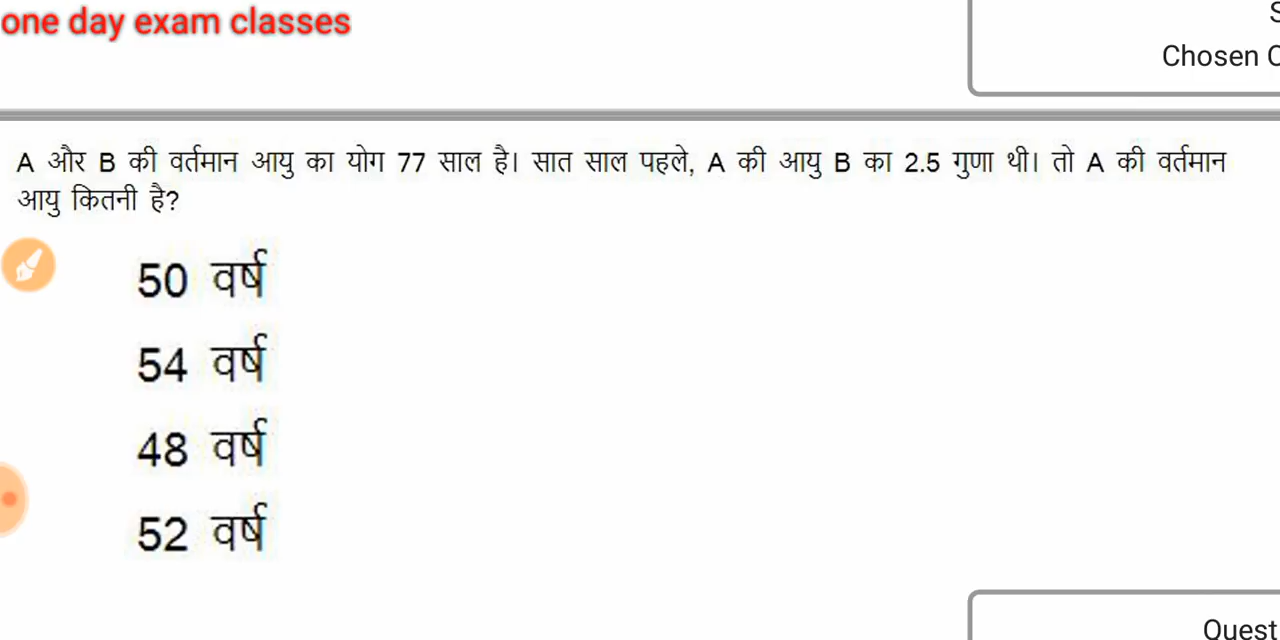 one day exam classes
Chosen
A और B की वर्तमान आयु का योग 77 साल है। सात साल पहले, A की आयु B का 2.5 गुणा थी। तो A की वर्तमान
आयु कितनी है?
50 वर्ष
54 वर्ष
48 वर्ष
52 वर्ष